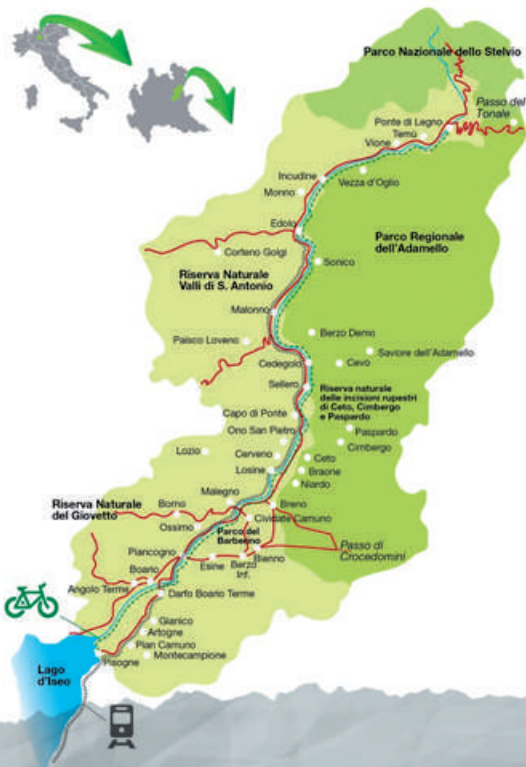 Parco Nazionale dello Stelvio
Passo del
Tonale
Ponte di Legno
Temù
Vione
Incudine
Vezza d'Oglio
Monno
Edolo
Parco Regionale
dell'Adamello
Corteno Golgi
Sonico
Riserva Naturale
Valli di S. Antonio
Malonno
Berzo Demo
Paisco Loveno
Saviore dell'Adamello
Cedegolo
Cevo
Sellero
Riserva naturale
delle incisioni rupestri
di Ceto, Cimbergo
e Paspardo
Capo di Ponte
Ono San Pietro
Paspardo
Cimbergo
Lozio
Cerveno
Ceto
Losine
Braone
Niardo
Malegno
Riserva Naturale
del Giovetto
Borno
Breno
Cividate Camuno
Ossimo
Parco del
Barberino
Passo di
Crocedomini
Piancogno
Bienno
Esine
Berzo
Inf.
Boario
Angolo Terme
Darfo Boario Terme
Gianico
Artogne
Pian Camuno
Montecampione
Pisogne
Lago
d'Iseo